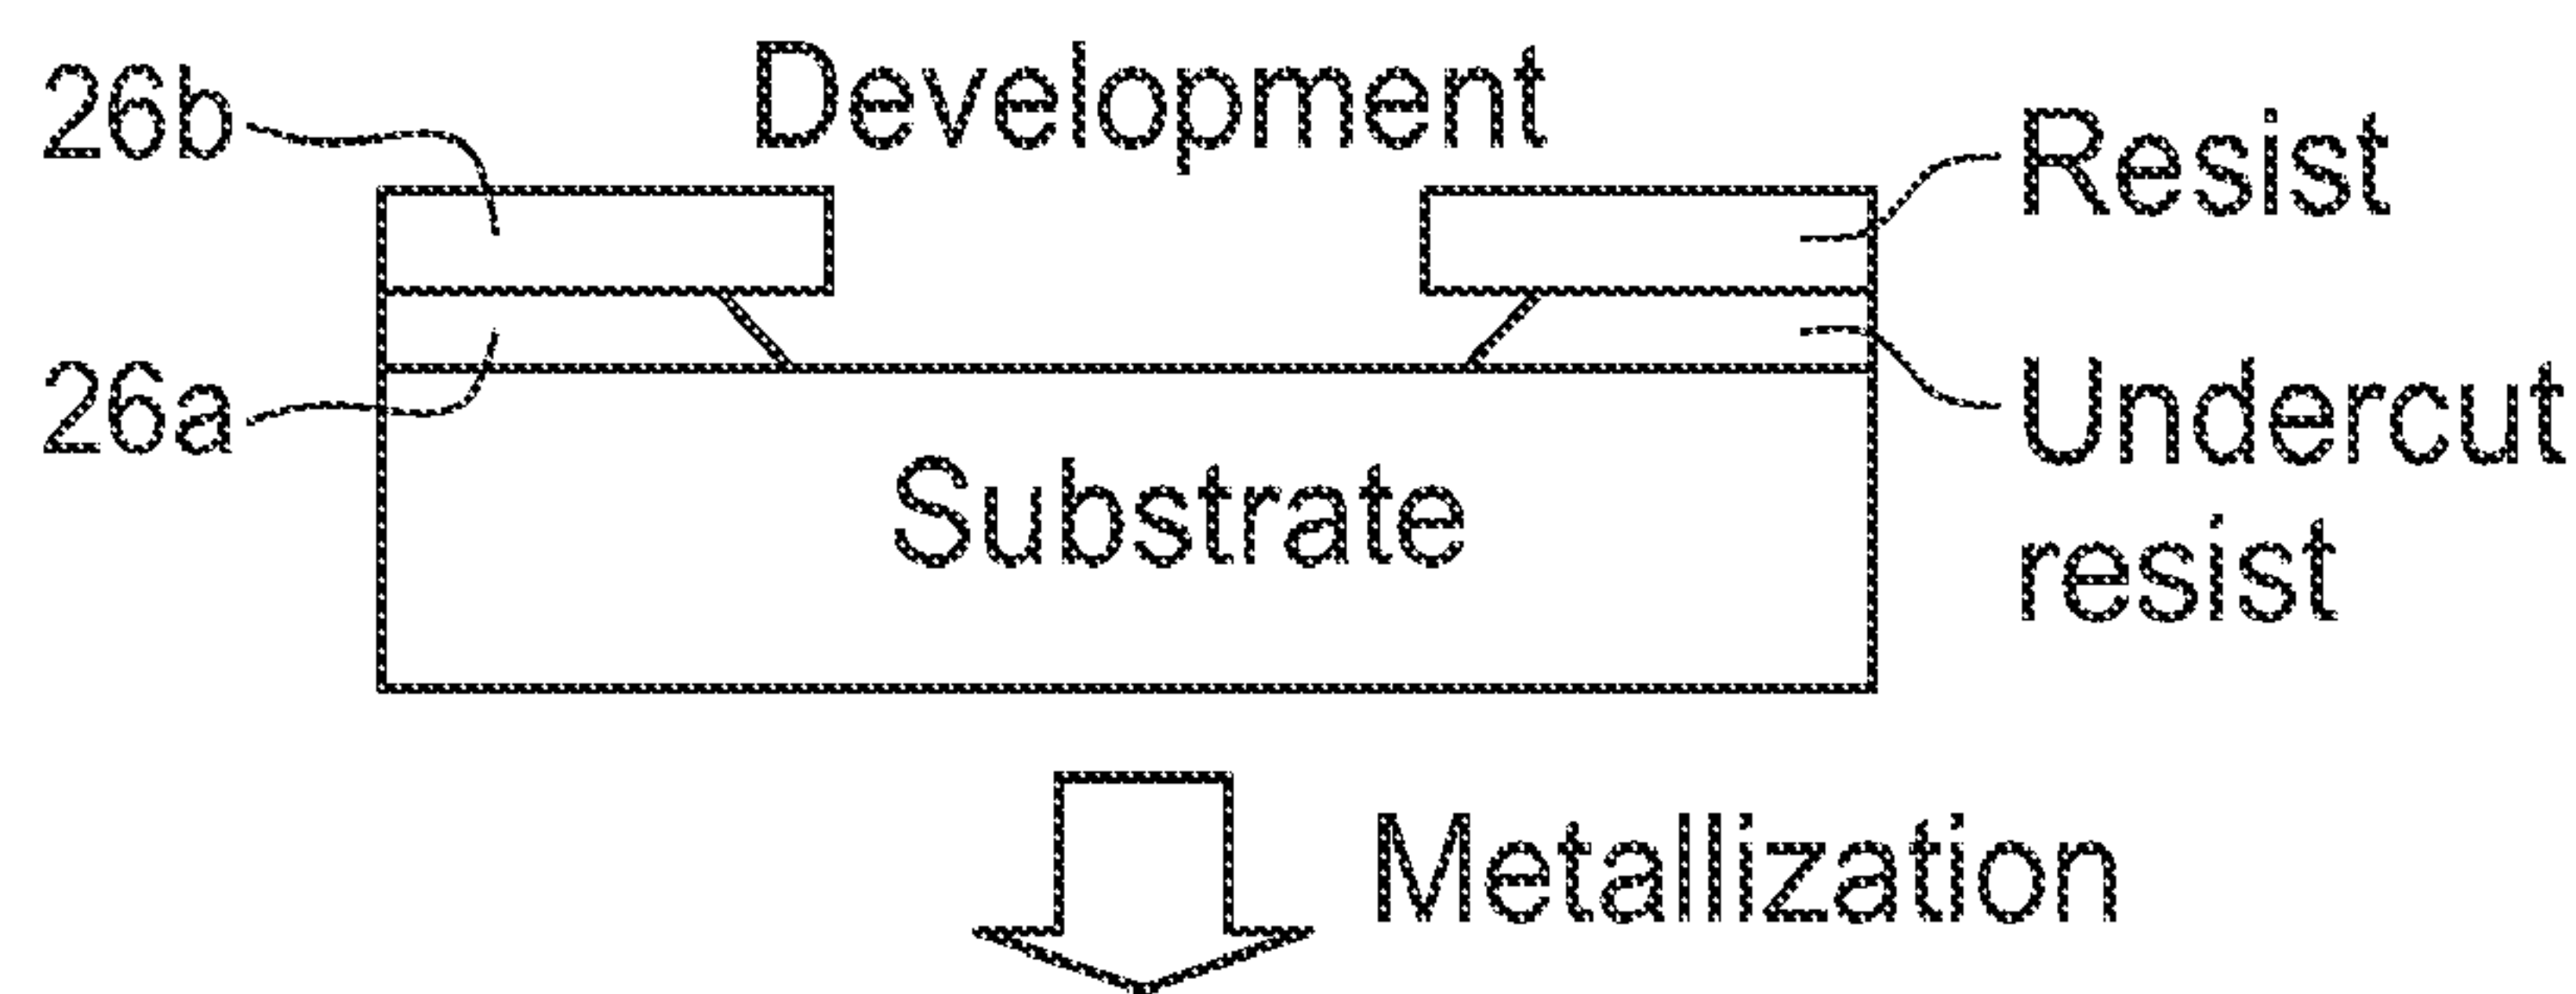 26b
Development
Resist
26a
Undercut
resist
Substrate
Metallization